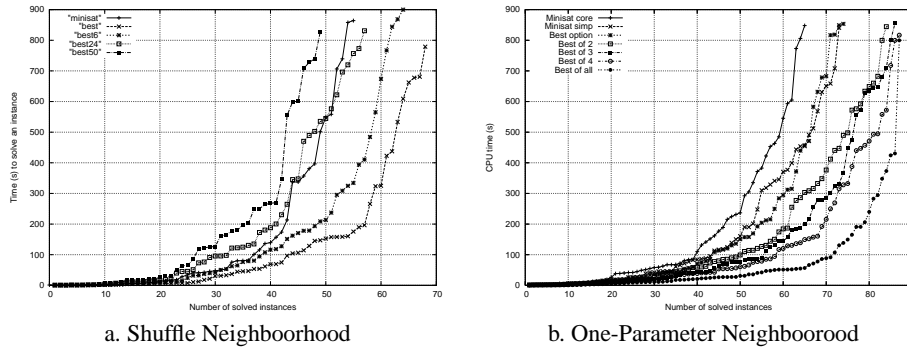 900
800
700
600
500
400
300
200
100
0
Time (s) to solve an instance
"minisat"
"best"
"best6"
"best24"
"best50"
0 10 20 30 40 50 60 70
Number of solved instances
a. Shuffle Neighboorhood
900
800
700
600
500
400
300
200
100
0
CPU time (s)
Minisat core
Minisat simp
Best option
Best of 2
Best of 3
Best of 4
Best of all
0 10 20 30 40 50 60 70 80
Number of solved instances
b. One-Parameter Neighboorood